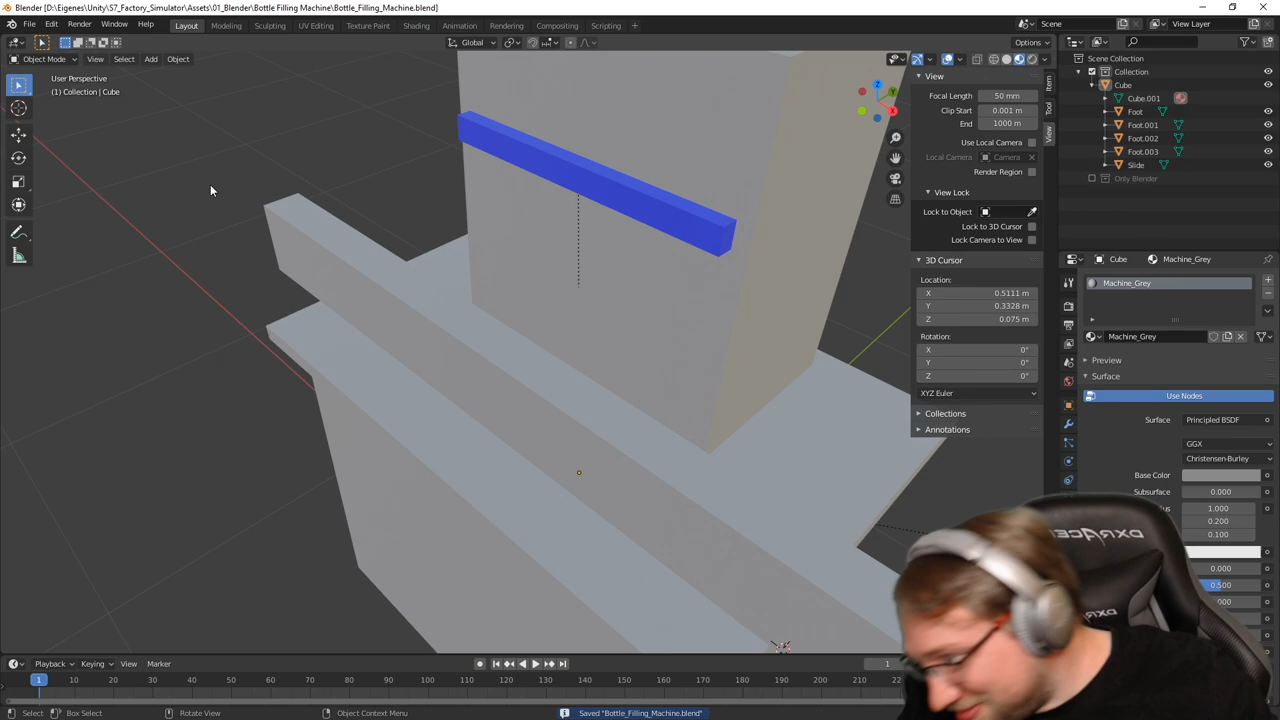 Blender [D:\Eigenes\Unity\S7_Factory_Simulator\Assets\01_Blender\Bottle Filling Machine\Bottle_Filling_Machine.blend]
File Edit Render Window Help Layout Modeling Sculpting UV Editing Texture Paint Shading Animation Rendering Compositing Scripting + Scene View Layer
Global Options
Object Mode View Select Add Object
User Perspective
(1) Collection | Cube
Z
Y
X
View
Focal Length 50 mm
Clip Start 0.001 m
End 1000 m
Use Local Camera
Local Camera Camera
Render Region
View Lock
Lock to Object
Lock to 3D Cursor
Lock Camera to View
3D Cursor
Location:
X 0.5111 m
Y 0.3328 m
Z 0.075 m
Rotation:
X 0°
Y 0°
Z 0°
XYZ Euler
Collections
Annotations
Item
Tool
View
Scene Collection
Collection
Cube
Cube.001
Foot
Foot.001
Foot.002
Foot.003
Slide
Only Blender
Cube Machine_Grey
Machine_Grey
Machine_Grey
Preview
Surface
Use Nodes
Surface Principled BSDF
GGX
Christensen-Burley
Base Color
Subsurface 0.000
1.000
0.200
0.100
0.000
0.500
DXRACER
Playback Keying View Marker
1
1 10 20 30 40 50 60 70 80 90 100 110 120 130 140 150 160 170 180 190 200 210
Select Box Select Rotate View Object Context Menu Saved "Bottle_Filling_Machine.blend"